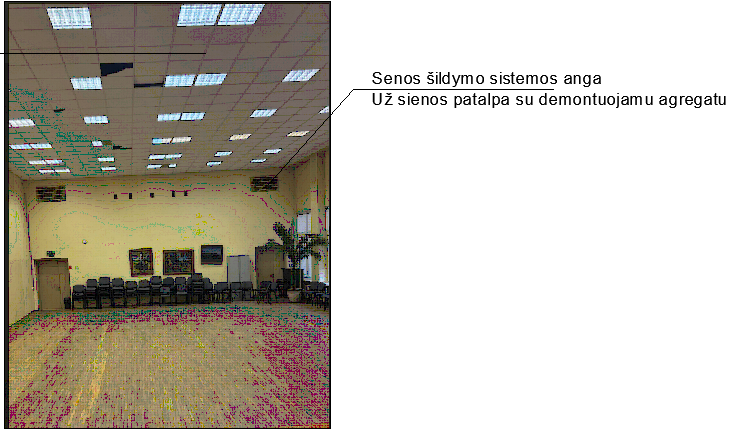 Senos šildymo sistemos anga
Už sienos patalpa su demontuojamu agregatu